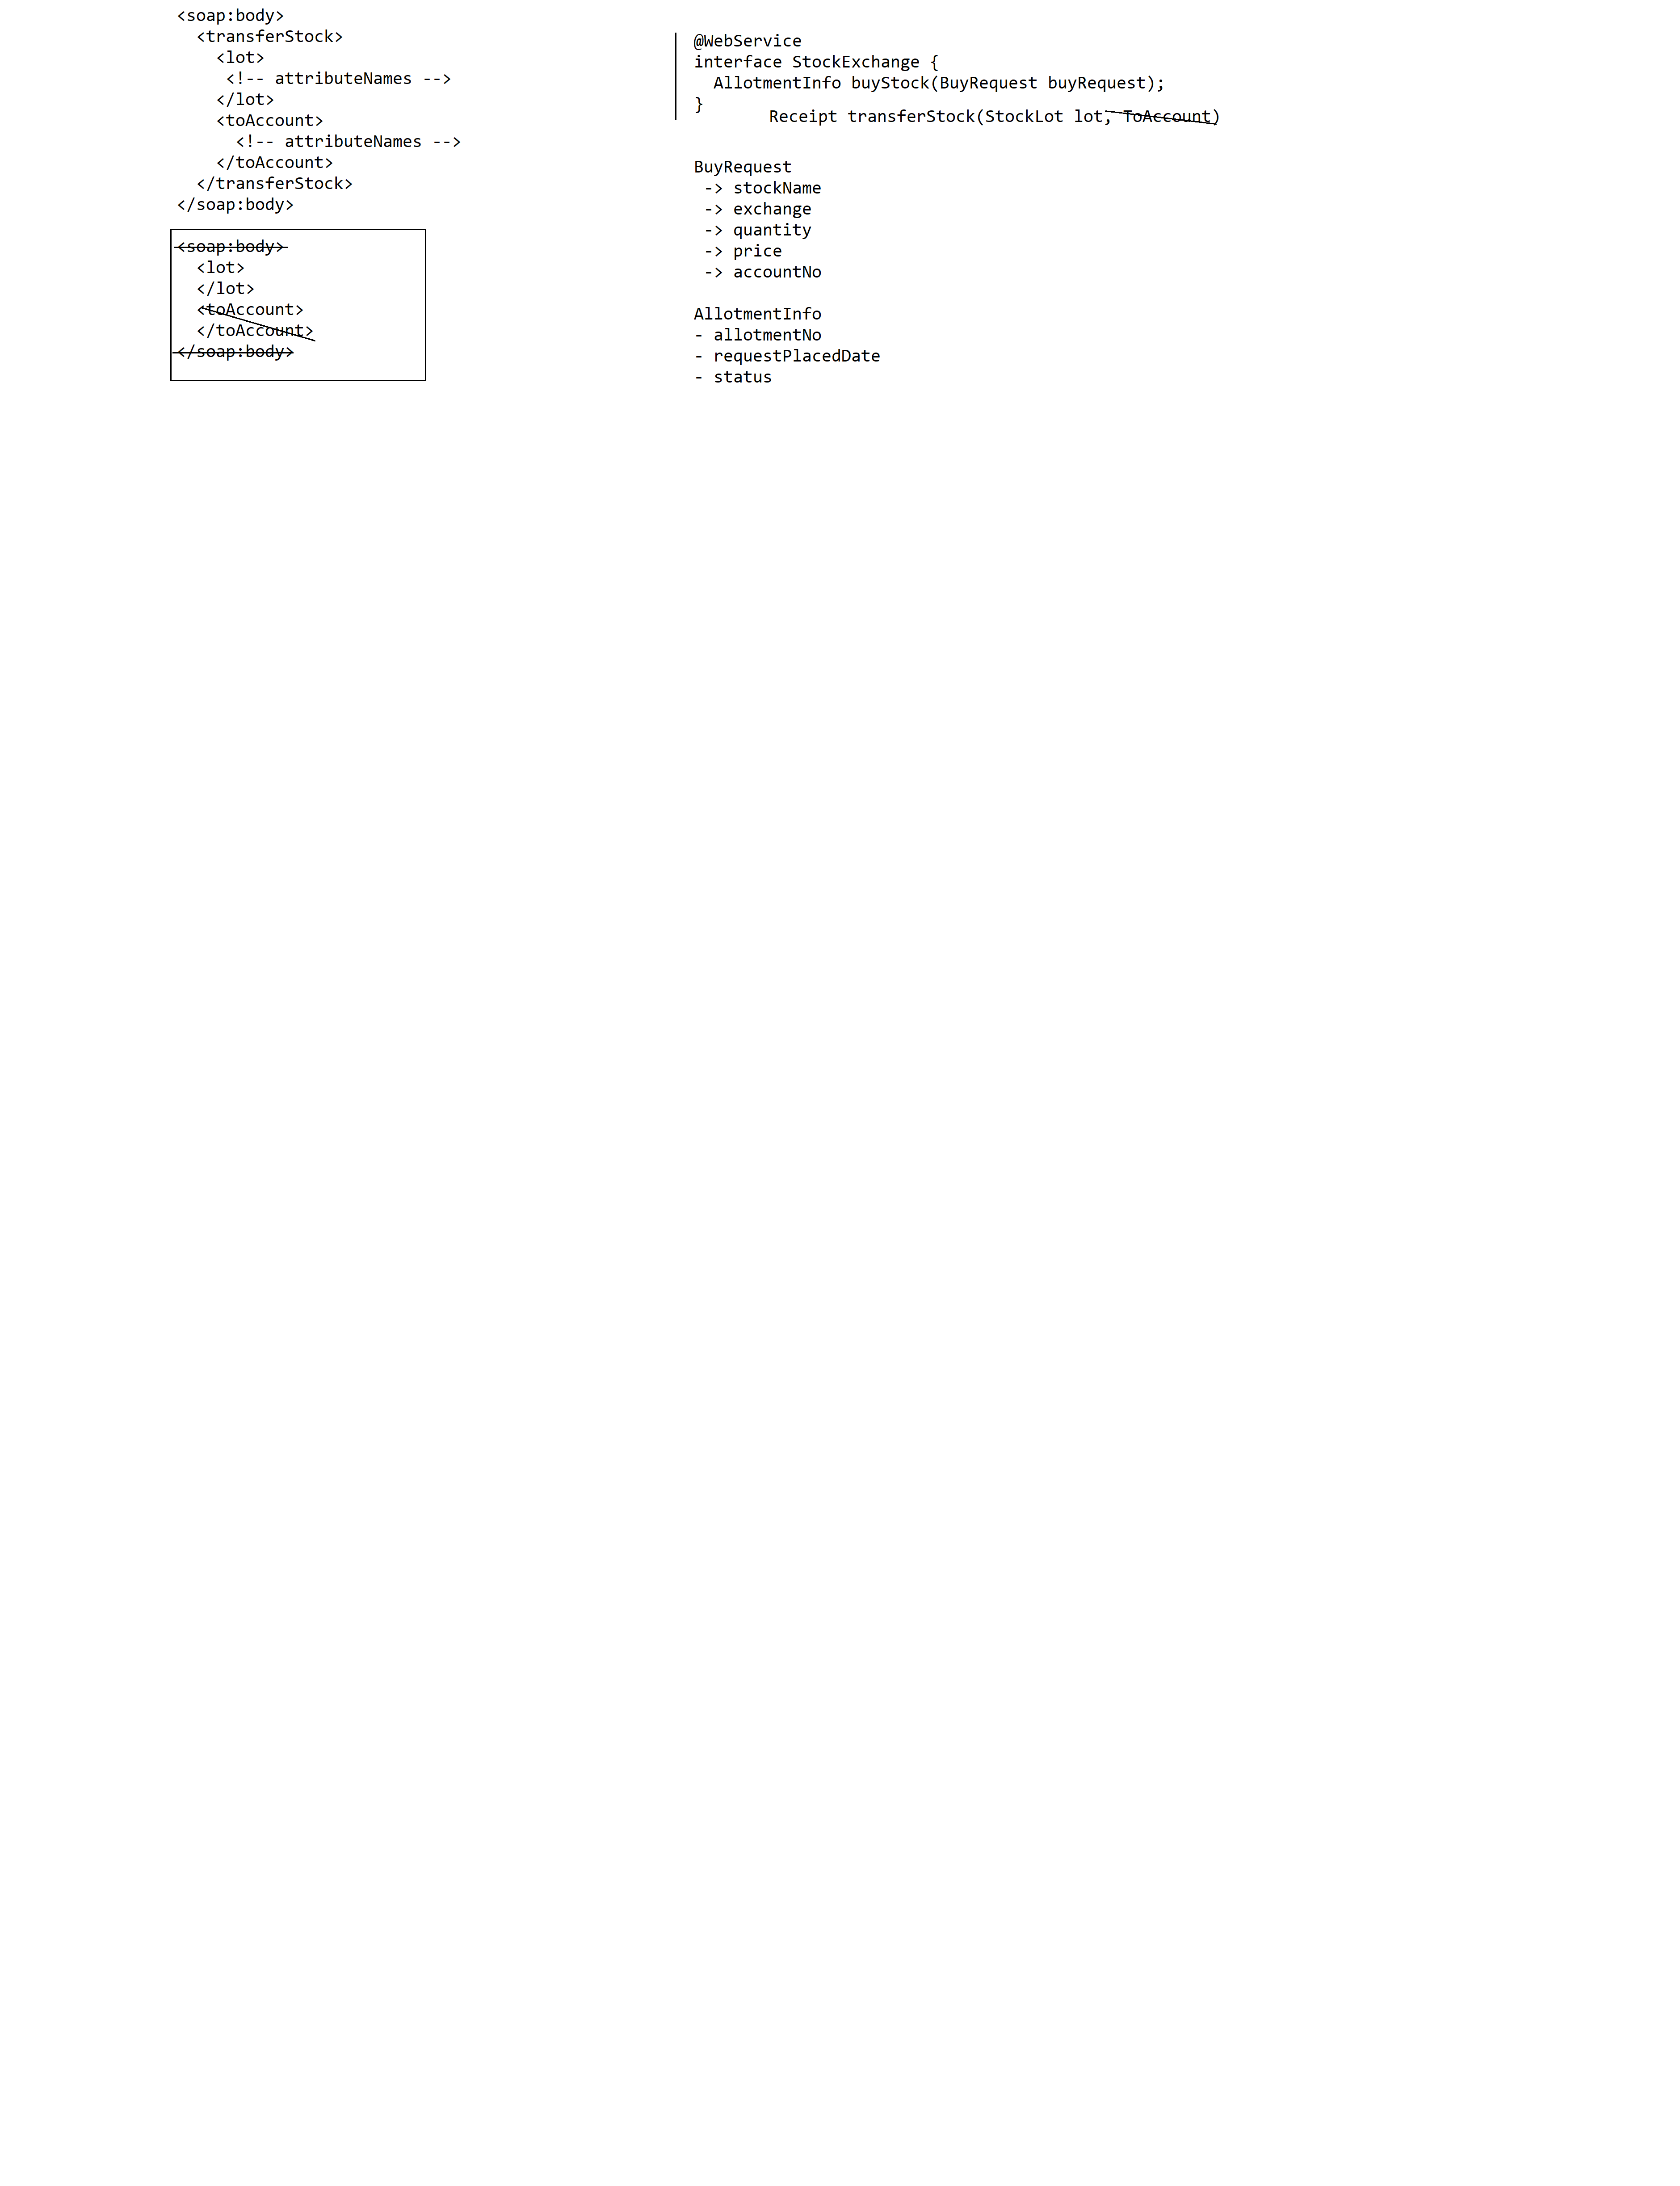 <soap:body>
  <transferStock>
    <lot>
     <!-- attributeNames -->
    </lot>
    <toAccount>
      <!-- attributeNames -->
    </toAccount>
  </transferStock>
</soap:body>
<soap:body>
  <lot>
  </lot>
  <toAccount>
  </toAccount>
</soap:body>
@WebService
interface StockExchange {
  AllotmentInfo buyStock(BuyRequest buyRequest);
}
Receipt transferStock(StockLot lot, ToAccount)
BuyRequest
 -> stockName
 -> exchange
 -> quantity
 -> price
 -> accountNo
AllotmentInfo
- allotmentNo
- requestPlacedDate
- status